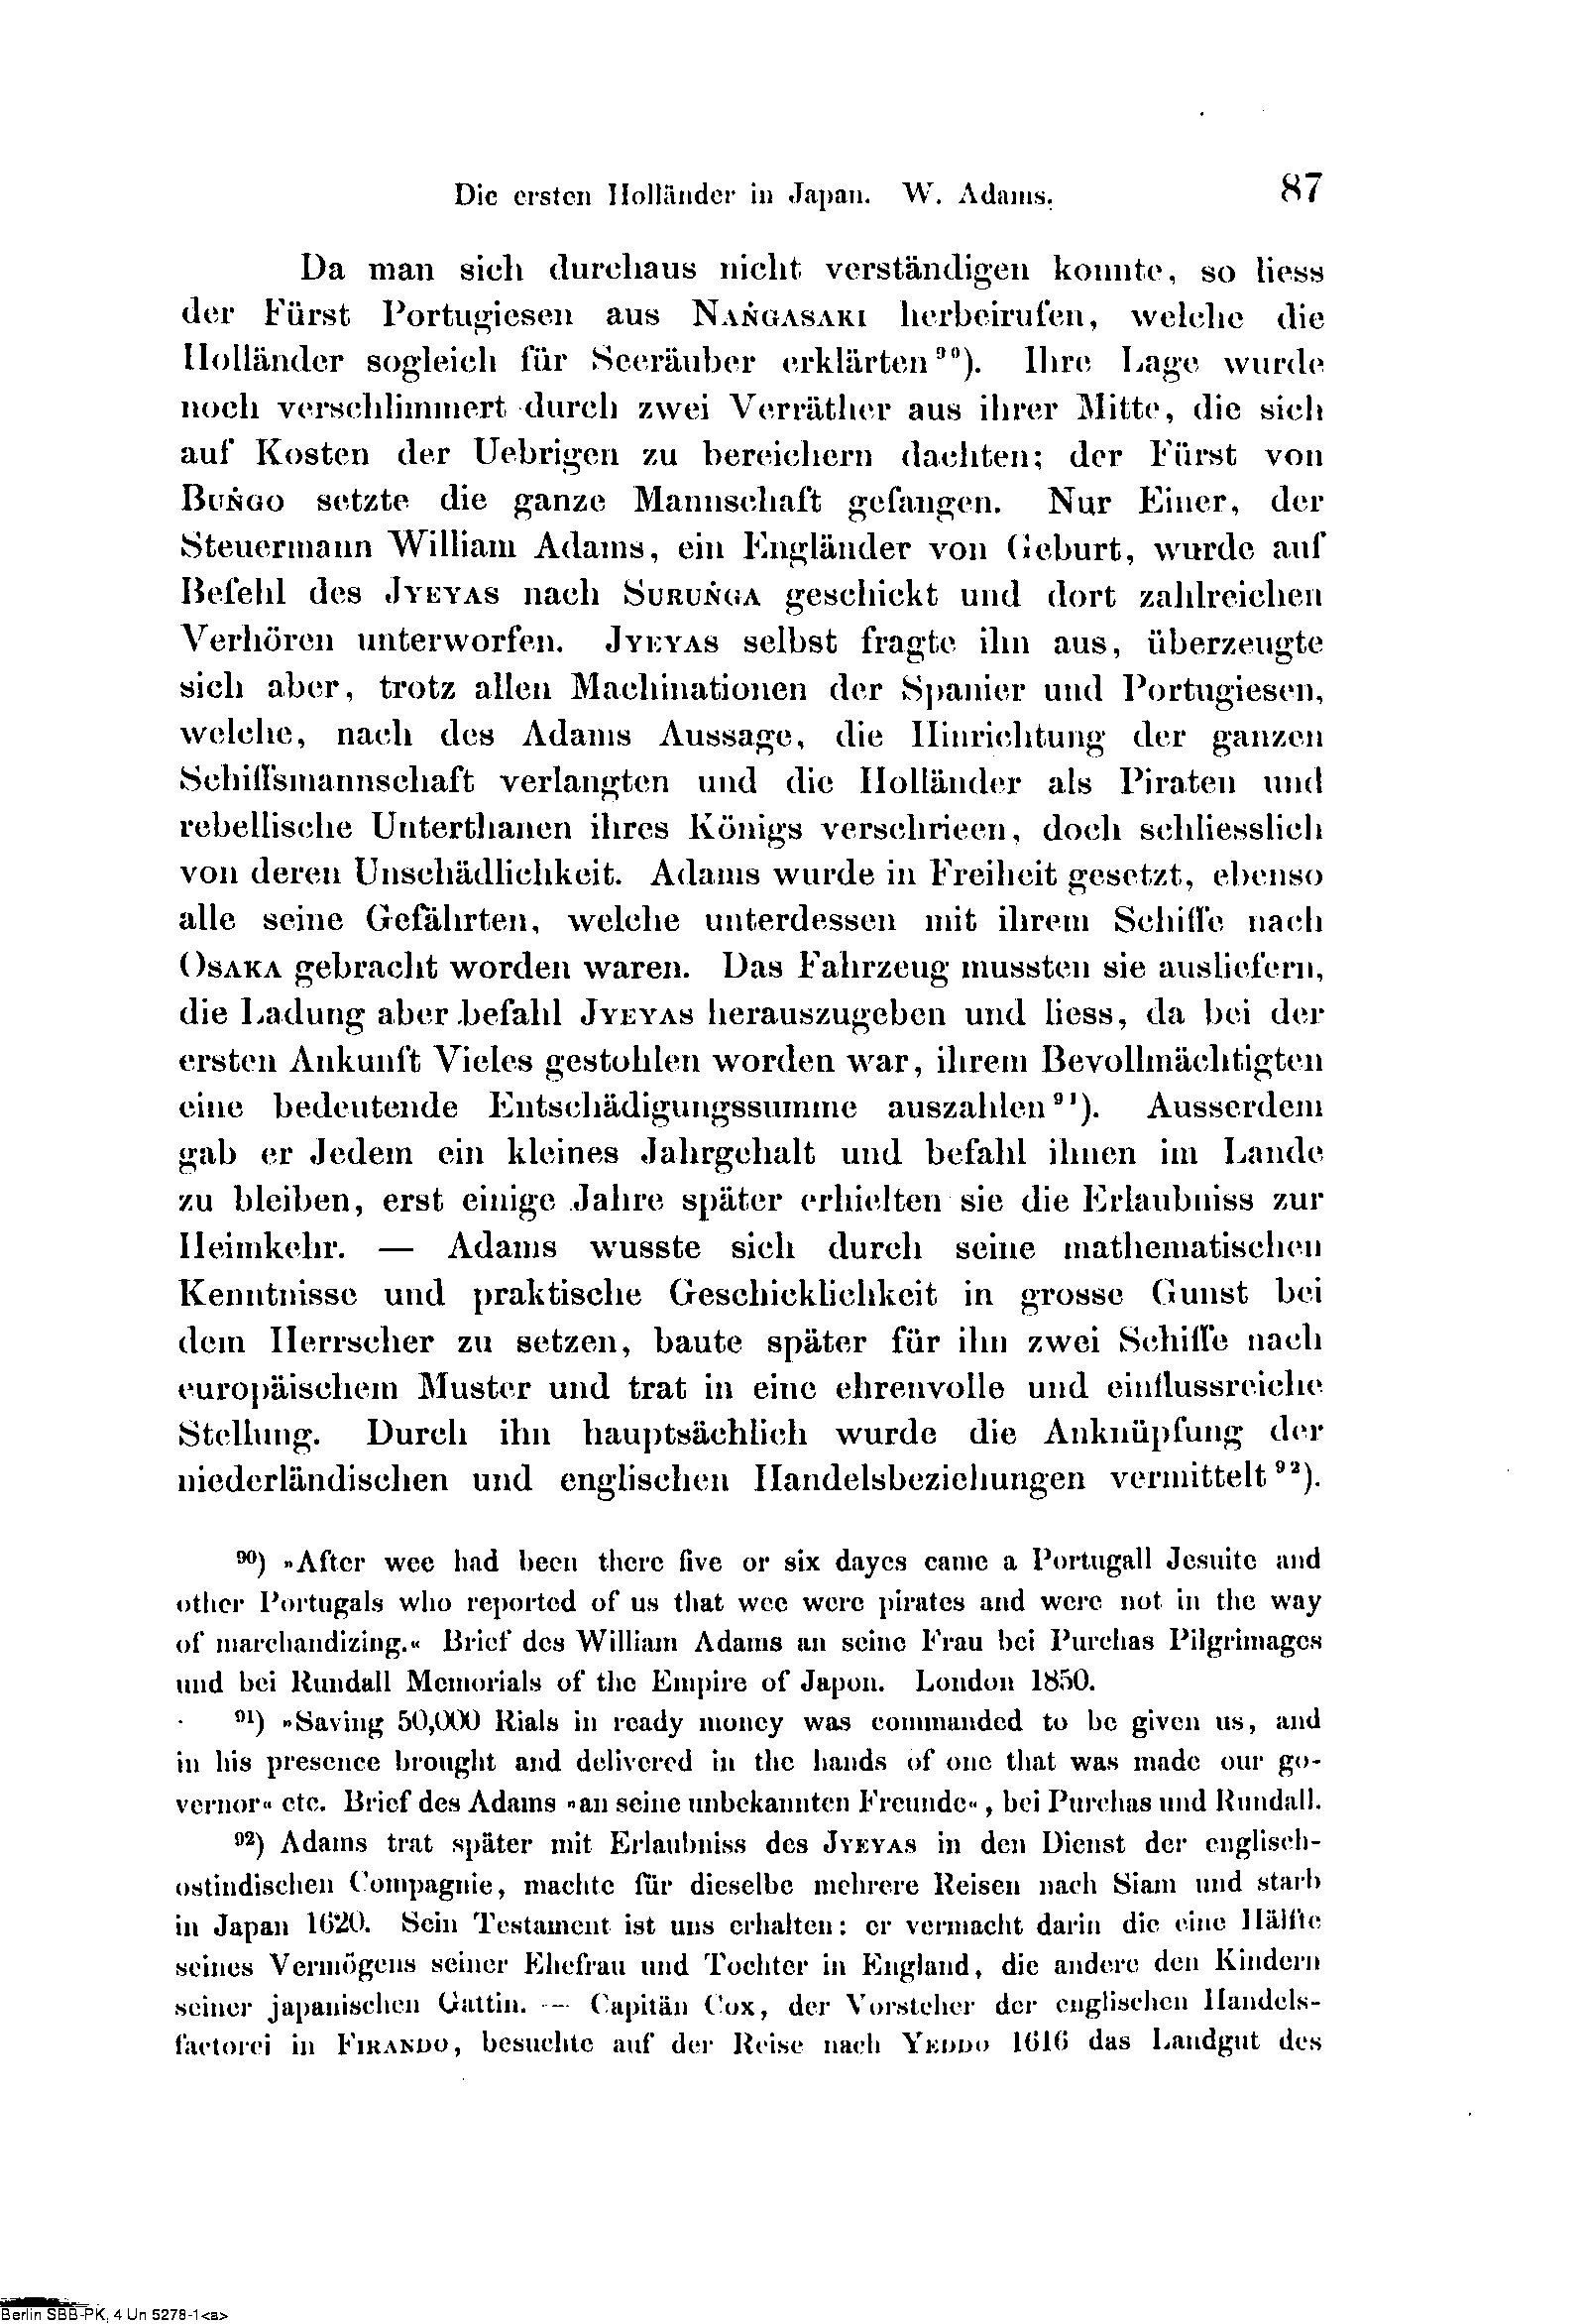 Die ersten Holländer in Japan. W. Adams. 87
Da man sich durchaus nicht verständigen konnte, so liess
der Fürst Portugiesen aus Nan̄gasaki herbeirufen, welche die
Holländer sogleich für Seeräuber erklärten⁹⁰). Ihre Lage wurde
noch verschlimmert durch zwei Verräther aus ihrer Mitte, die sich
auf Kosten der Uebrigen zu bereichern dachten; der Fürst von
Buṅgo setzte die ganze Mannschaft gefangen. Nur Einer, der
Steuermann William Adams, ein Engländer von Geburt, wurde auf
Befehl des Jyeyas nach Suruṅga geschickt und dort zahlreichen
Verhören unterworfen. Jyeyas selbst fragte ihn aus, überzeugte
sich aber, trotz allen Machinationen der Spanier und Portugiesen,
welche, nach des Adams Aussage, die Hinrichtung der ganzen
Schiffsmannschaft verlangten und die Holländer als Piraten und
rebellische Unterthanen ihres Königs verschrieen, doch schliesslich
von deren Unschädlichkeit. Adams wurde in Freiheit gesetzt, ebenso
alle seine Gefährten, welche unterdessen mit ihrem Schiffe nach
Osaka gebracht worden waren. Das Fahrzeug mussten sie ausliefern,
die Ladung aber befahl Jyeyas herauszugeben und liess, da bei der
ersten Ankunft Vieles gestohlen worden war, ihrem Bevollmächtigten
eine bedeutende Entschädigungssumme auszahlen⁹¹). Ausserdem
gab er Jedem ein kleines Jahrgehalt und befahl ihnen im Lande
zu bleiben, erst einige Jahre später erhielten sie die Erlaubniss zur
Heimkehr. — Adams wusste sich durch seine mathematischen
Kenntnisse und praktische Geschicklichkeit in grosse Gunst bei
dem Herrscher zu setzen, baute später für ihn zwei Schiffe nach
europäischem Muster und trat in eine ehrenvolle und einflussreiche
Stellung. Durch ihn hauptsächlich wurde die Anknüpfung der
niederländischen und englischen Handelsbeziehungen vermittelt⁹²).
⁹⁰) »After wee had been there five or six dayes came a Portugall Jesuite and
other Portugals who reported of us that wee were pirates and were not in the way
of marchandizing.« Brief des William Adams an seine Frau bei Purchas Pilgrimages
und bei Rundall Memorials of the Empire of Japon. London 1850.
⁹¹) »Saving 50,000 Rials in ready money was commanded to be given us, and
in his presence brought and delivered in the hands of one that was made our go-
vernor« etc. Brief des Adams »an seine unbekannten Freunde«, bei Purchas und Rundall.
⁹²) Adams trat später mit Erlaubniss des Jyeyas in den Dienst der englisch-
ostindischen Compagnie, machte für dieselbe mehrere Reisen nach Siam und starb
in Japan 1620. Sein Testament ist uns erhalten: er vermacht darin die eine Hälfte
seines Vermögens seiner Ehefrau und Tochter in England, die andere den Kindern
seiner japanischen Gattin. — Capitän Cox, der Vorsteher der englischen Handels-
factorei in Firando, besuchte auf der Reise nach Yeddo 1616 das Landgut des
Berlin SBB-PK, 4 Un 5278-1<a>